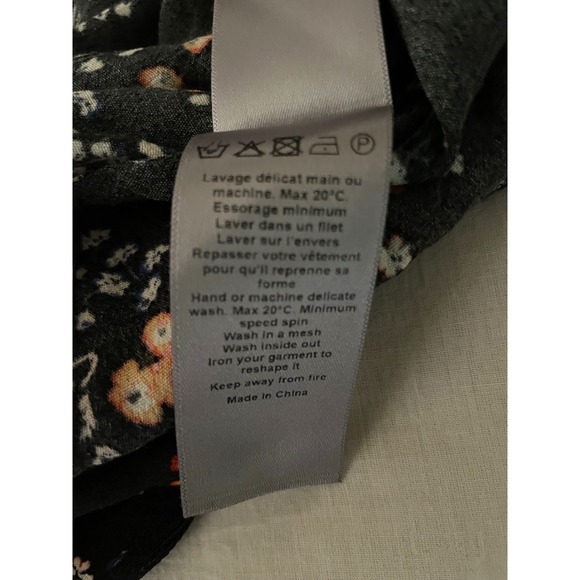 P
Lavage délicat main ou
machine. Max 20°C.
Essorage minimum
Laver dans un filet
Laver sur l'envers
Repasser votre vêtement
pour qu'il reprenne sa
forme
Hand or machine delicate
wash. Max 20°C. Minimum
speed spin
Wash in a mesh
Wash inside out
Iron your garment to
reshape it
Keep away from fire
Made in China